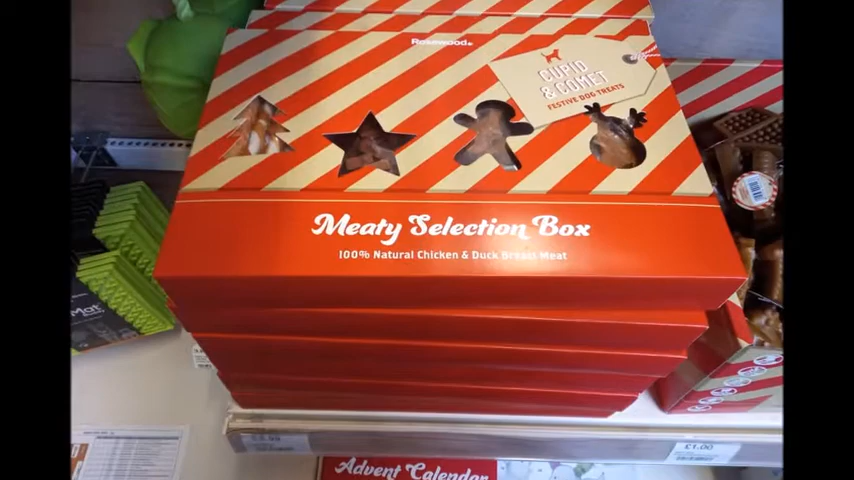 Rosewood
CUPID
& COMET
FESTIVE DOG TREATS
Meaty Selection Box
100% Natural Chicken & Duck Breast Meat
Mat
£1.00
Advent Calendar